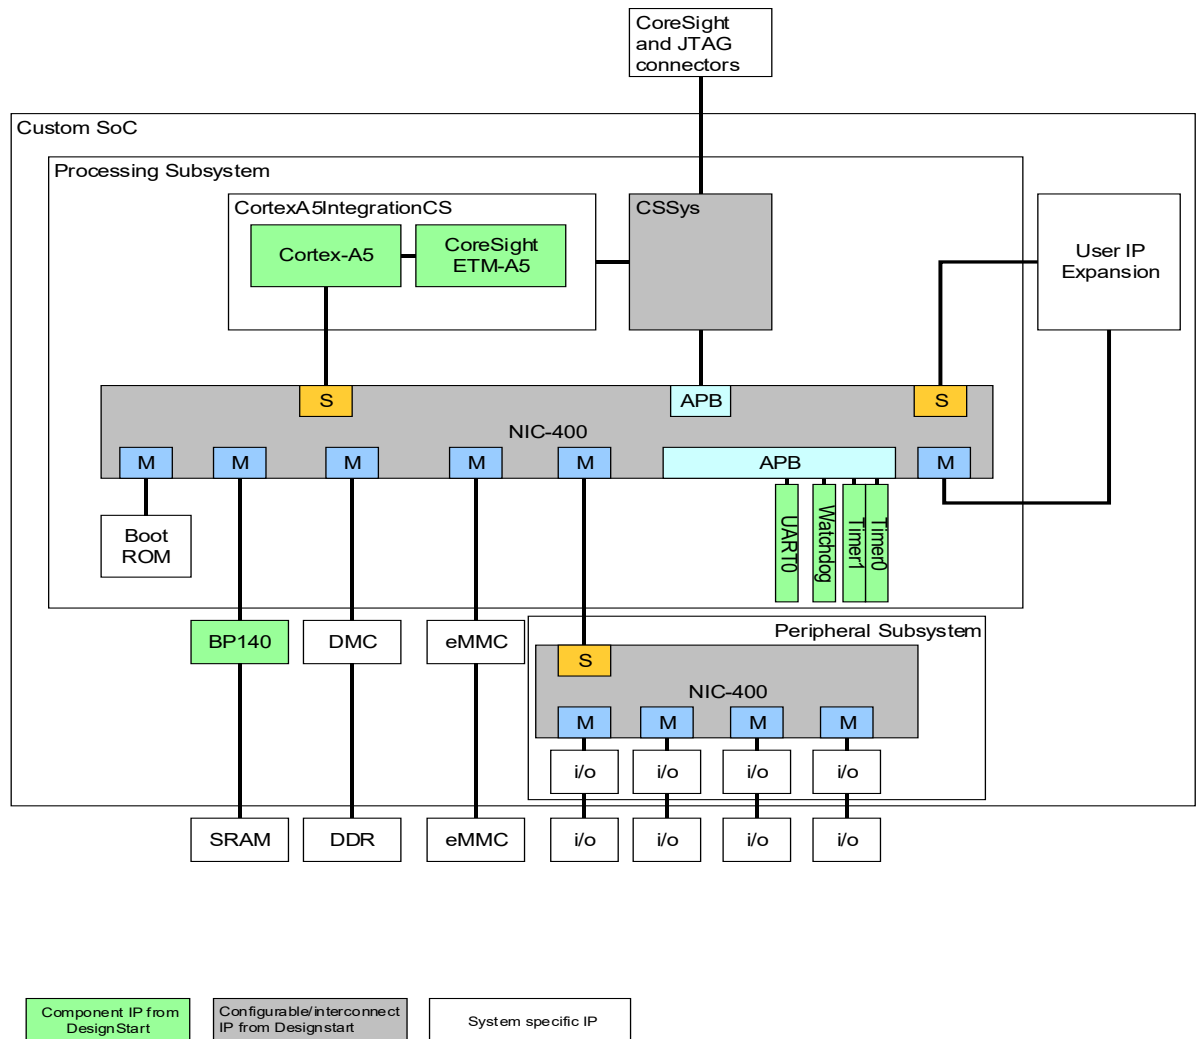 CoreSight
and JTAG
connectors
Custom SoC
Processing Subsystem
CortexA5IntegrationCS
CSSys
Cortex-A5
CoreSight
ETM-A5
User IP
Expansion
S
APB
S
NIC-400
M
M
M
M
M
APB
M
Boot
ROM
UART0
Watchdog
Timer1
Timer0
BP140
DMC
eMMC
Peripheral Subsystem
S
NIC-400
M
M
M
M
i/o
i/o
i/o
i/o
SRAM
DDR
eMMC
i/o
i/o
i/o
i/o
Component IP from
DesignStart
Configurable/interconnect
IP from Designstart
System specific IP